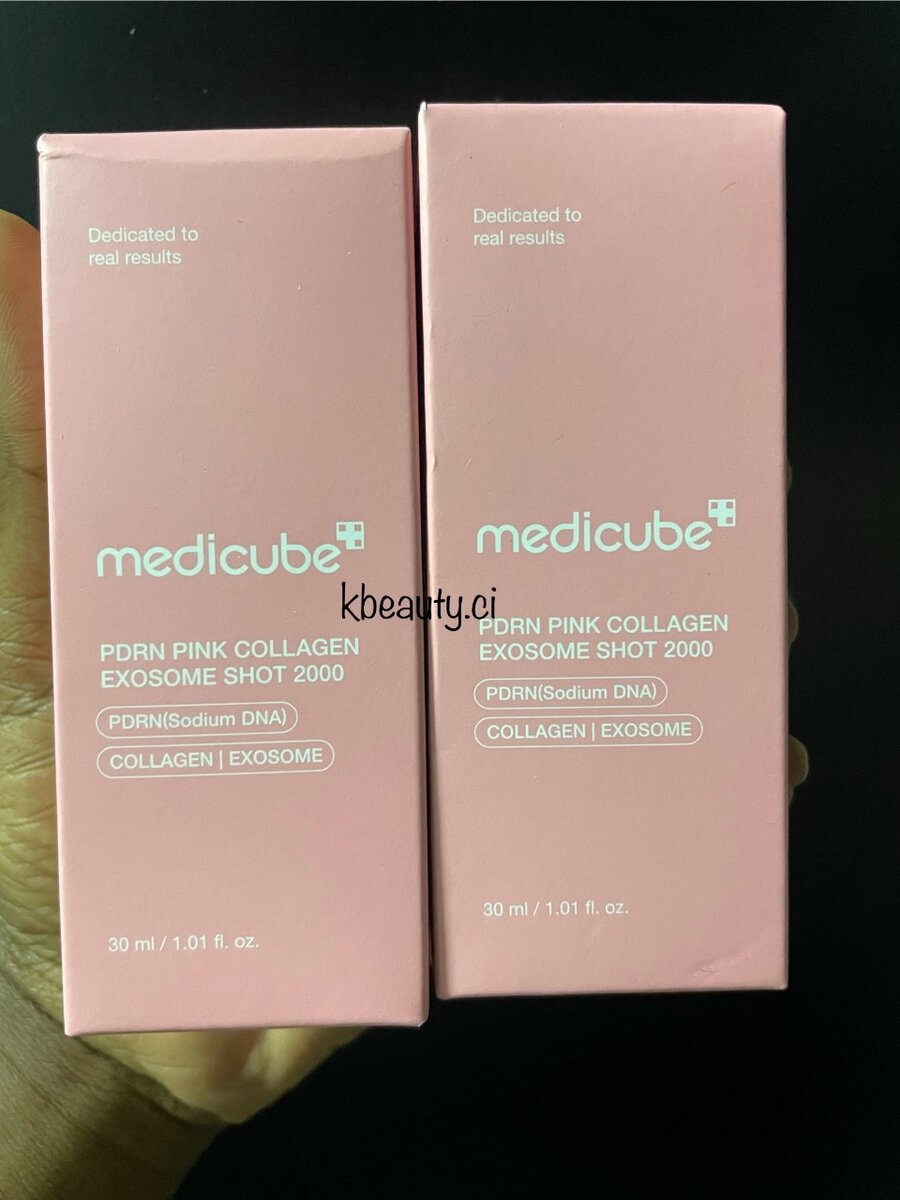 Dedicated to
real results
medicube
PDRN PINK COLLAGEN
EXOSOME SHOT 2000
PDRN(Sodium DNA)
COLLAGEN | EXOSOME
30 ml / 1.01 fl. oz.
Dedicated to
real results
medicube
PDRN PINK COLLAGEN
EXOSOME SHOT 2000
PDRN(Sodium DNA)
COLLAGEN | EXOSOME
30 ml / 1.01 fl. oz.
kbeauty.ci